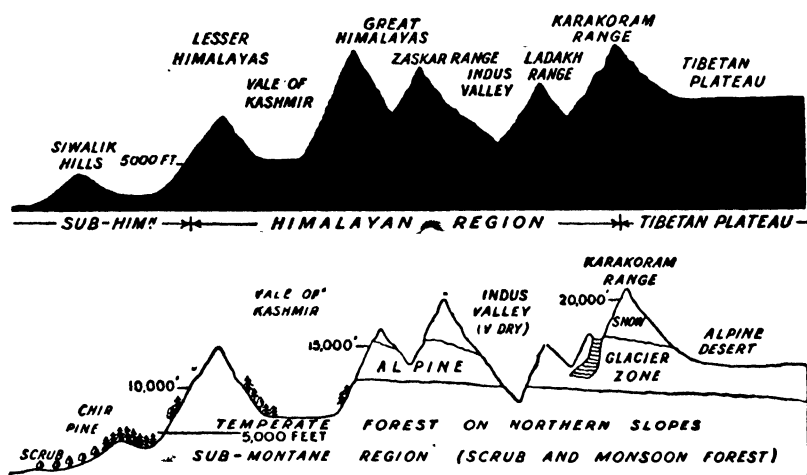 LESSER
HIMALAYAS
GREAT
HIMALAYAS
KARAKORAM
RANGE
VALE OF
KASHMIR
ZASKAR RANGE
INDUS
VALLEY
LADAKH
RANGE
TIBETAN
PLATEAU
SIWALIK
HILLS
5000 FT.
SUB-HIMN HIMALAYAN REGION TIBETAN PLATEAU
VALE OF
KASHMIR
INDUS
VALLEY
(V DRY)
KARAKORAM
RANGE
20,000'
SNOW
15,000'
ALPINE
GLACIER
ZONE
ALPINE
DESERT
10,000'
CHIR
PINE
SCRUB
TEMPERATE FOREST ON NORTHERN SLOPES
5,000 FEET
SUB-MONTANE REGION (SCRUB AND MONSOON FOREST)